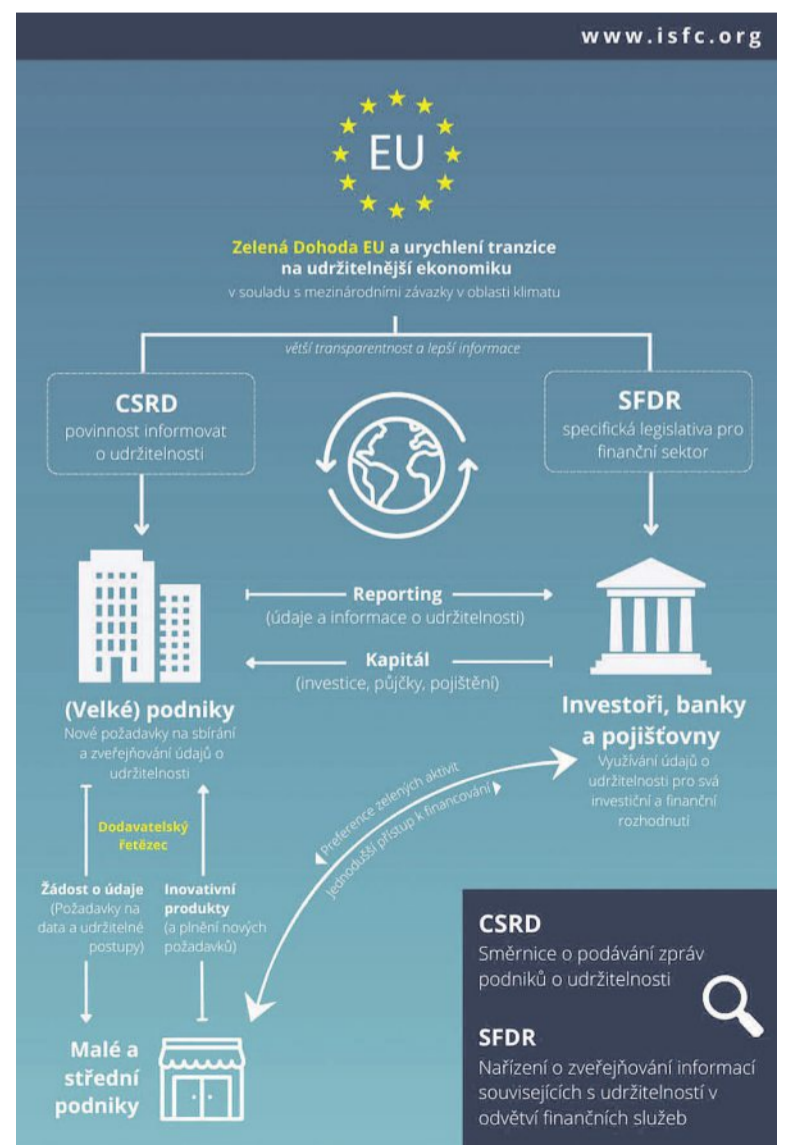 www.isfc.org
EU
Zelená Dohoda EU a urychlení tranzice
na udržitelnější ekonomiku
v souladu s mezinárodními závazky v oblasti klimatu
větší transparentnost a lepší informace
CSRD
povinnost informovat
o udržitelnosti
SFDR
specifická legislativa pro
finanční sektor
Reporting
(údaje a informace o udržitelnosti)
Kapitál
(investice, půjčky, pojištění)
(Velké) podniky
Nové požadavky na sbírání
a zveřejňování údajů o
udržitelnosti
Investoři, banky
a pojišťovny
Využívání údajů o
udržitelnosti pro svá
investiční a finanční
rozhodnutí
Preference zelených aktivit
Jednodušší přístup k financování
Dodavatelský
řetězec
Žádost o údaje
(Požadavky na
data a udržitelné
postupy)
Inovativní
produkty
(a plnění nových
požadavků)
Malé a
střední
podniky
CSRD
Směrnice o podávání zpráv
podniků o udržitelnosti
SFDR
Nařízení o zveřejňování informací
souvisejících s udržitelností v
odvětví finančních služeb